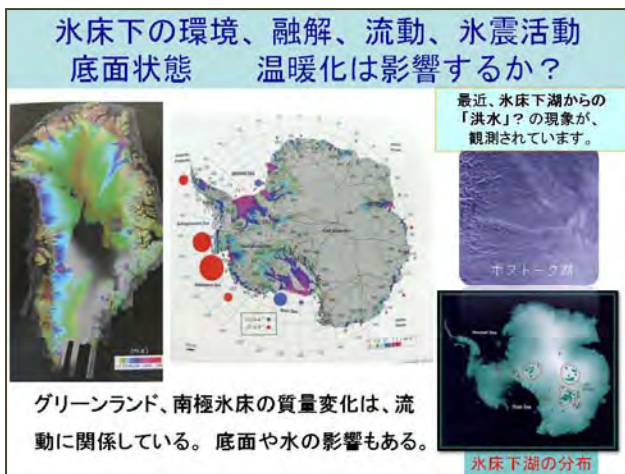 氷床下の環境、融解、流動、氷震活動
底面状態　　温暖化は影響するか？
最近、氷床下湖からの
「洪水」？の現象が、
観測されています。
ボストーク湖
グリーンランド、南極氷床の質量変化は、流
動に関係している。 底面や水の影響もある。
氷床下湖の分布